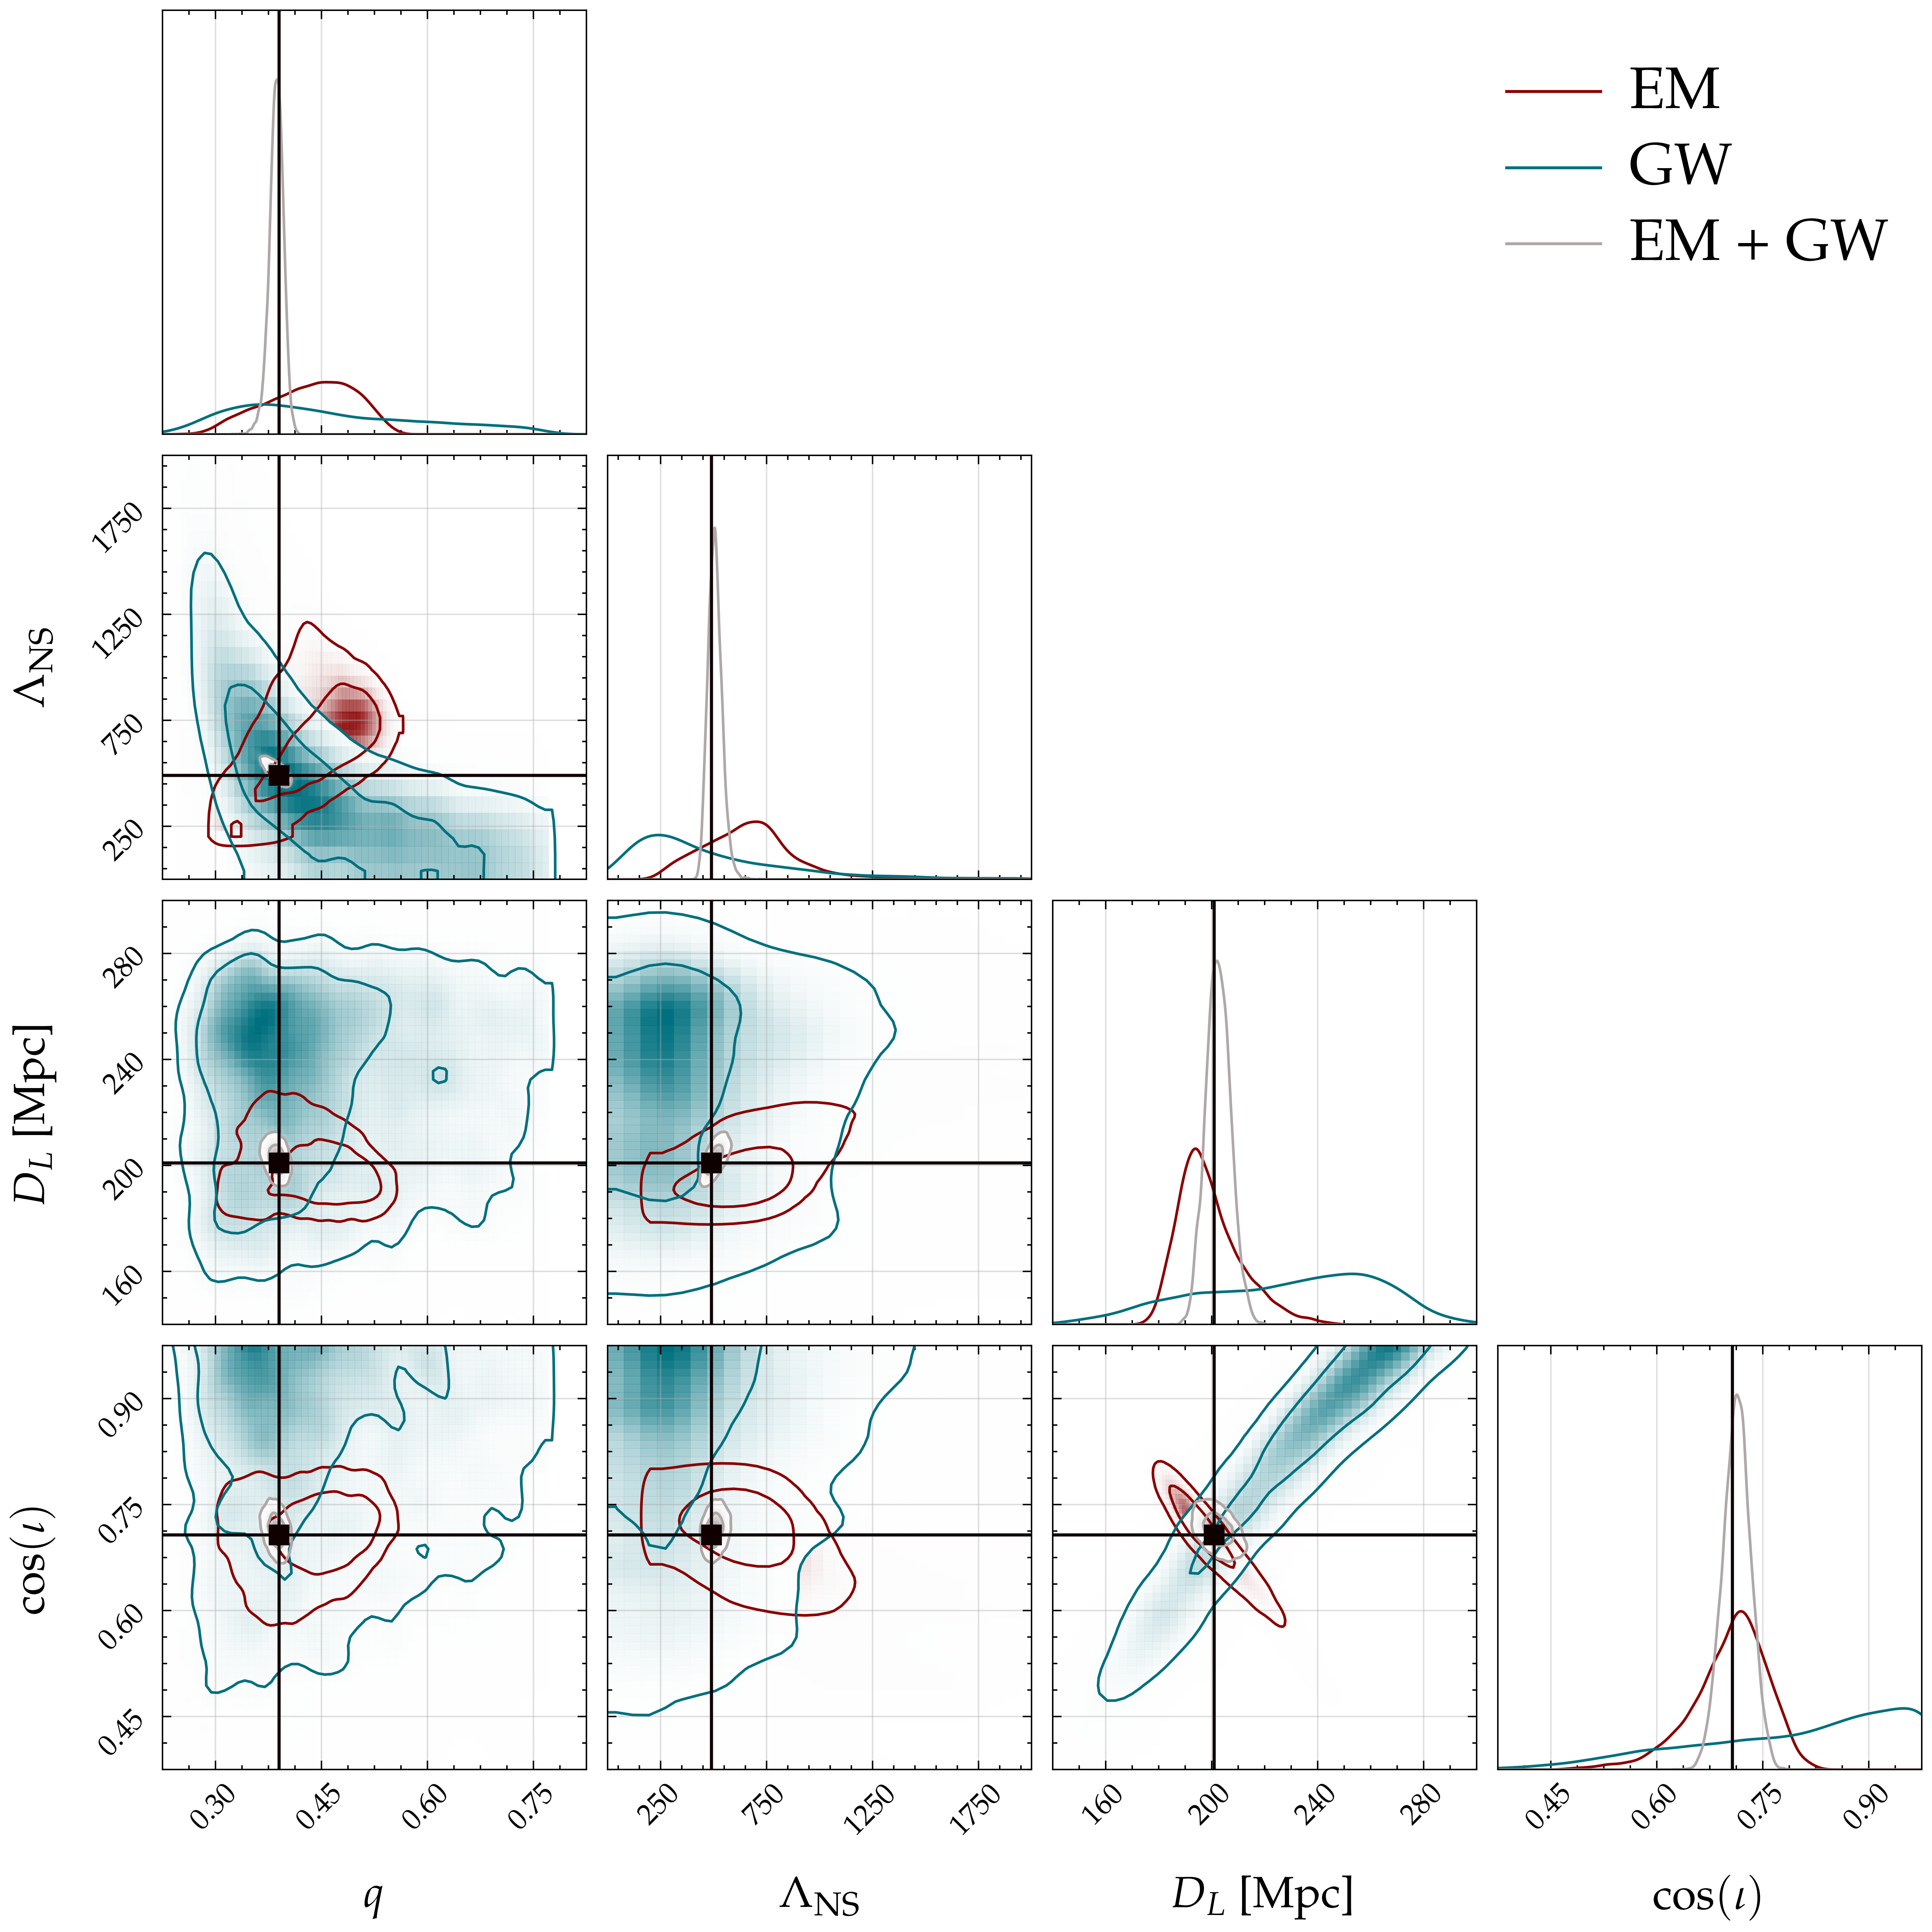 EM
GW
EM + GW
Λ_NS
1750
1250
750
250
D_L [Mpc]
280
240
200
160
cos(ι)
0.90
0.75
0.60
0.45
0.30 0.45 0.60 0.75
250 750 1250 1750
160 200 240 280
0.45 0.60 0.75 0.90
q
Λ_NS
D_L [Mpc]
cos(ι)